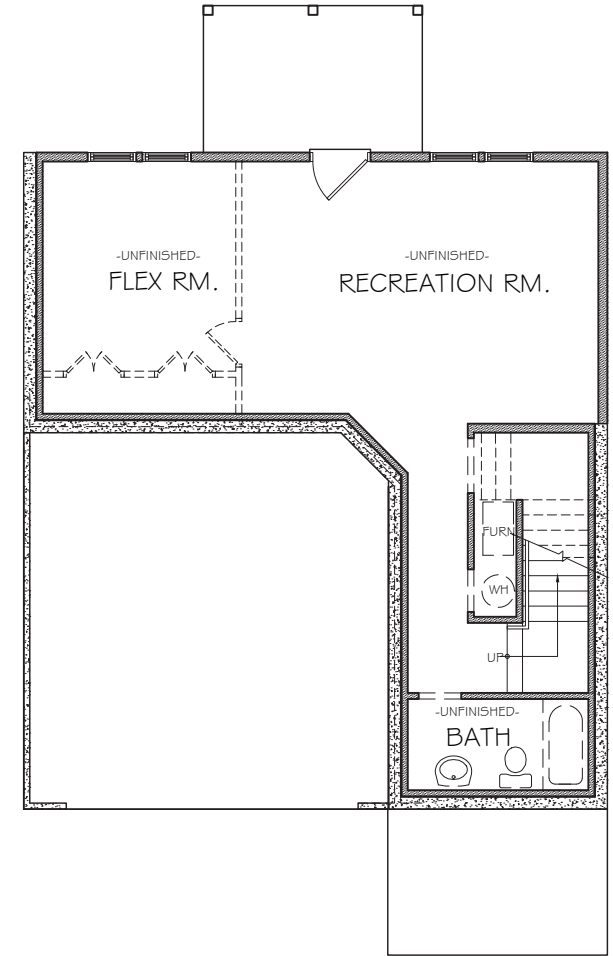 -UNFINISHED-
FLEX RM.
-UNFINISHED-
RECREATION RM.
FURN
WH
UP
-UNFINISHED-
BATH